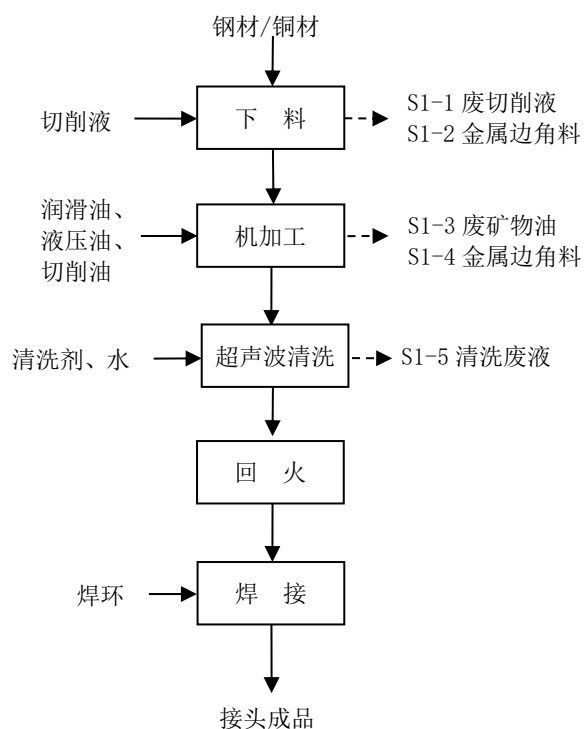 钢材/铜材
切削液
下 料
S1-1 废切削液
S1-2 金属边角料
润滑油、
液压油、
切削油
机加工
S1-3 废矿物油
S1-4 金属边角料
清洗剂、水
超声波清洗
S1-5 清洗废液
回 火
焊环
焊 接
接头成品